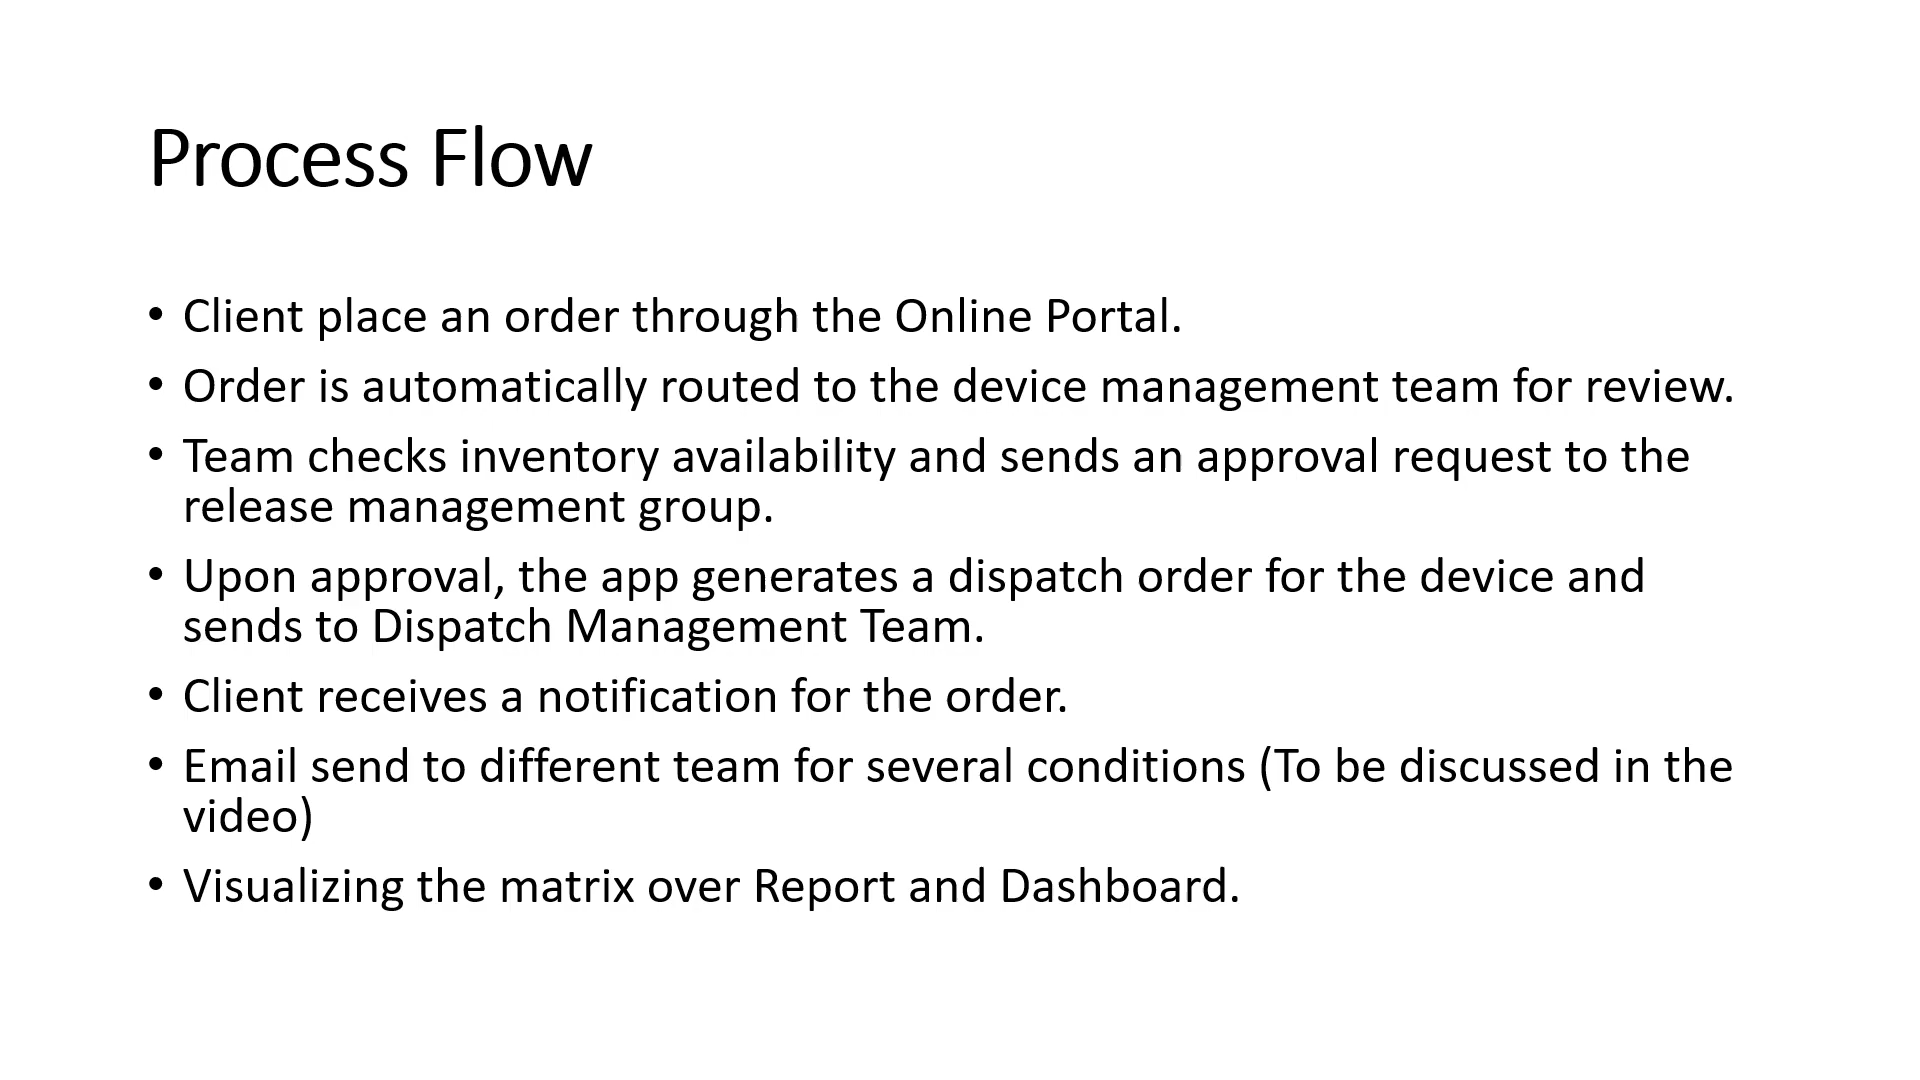 Process Flow
• Client place an order through the Online Portal.
• Order is automatically routed to the device management team for review.
• Team checks inventory availability and sends an approval request to the
release management group.
• Upon approval, the app generates a dispatch order for the device and
sends to Dispatch Management Team.
• Client receives a notification for the order.
• Email send to different team for several conditions (To be discussed in the
video)
• Visualizing the matrix over Report and Dashboard.